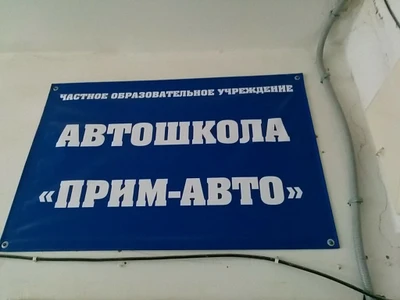 ЧАСТНОЕ ОБРАЗОВАТЕЛЬНОЕ УЧРЕЖДЕНИЕ
АВТОШКОЛА
«ПРИМ-АВТО»